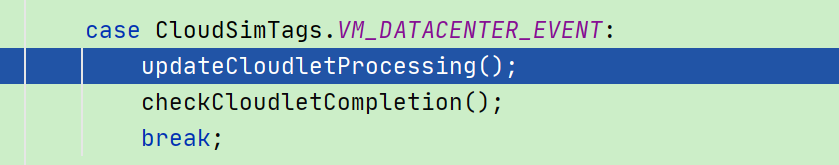 case CloudSimTags.VM_DATACENTER_EVENT:
updateCloudletProcessing();
checkCloudletCompletion();
break;